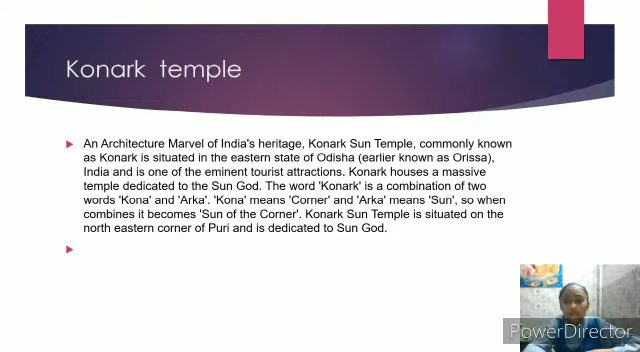 Konark temple
An Architecture Marvel of India's heritage, Konark Sun Temple, commonly known
as Konark is situated in the eastern state of Odisha (earlier known as Orissa),
India and is one of the eminent tourist attractions. Konark houses a massive
temple dedicated to the Sun God. The word 'Konark' is a combination of two
words 'Kona' and 'Arka'. 'Kona' means 'Corner' and 'Arka' means 'Sun', so when
combines it becomes 'Sun of the Corner'. Konark Sun Temple is situated on the
north eastern corner of Puri and is dedicated to Sun God.
PowerDirector